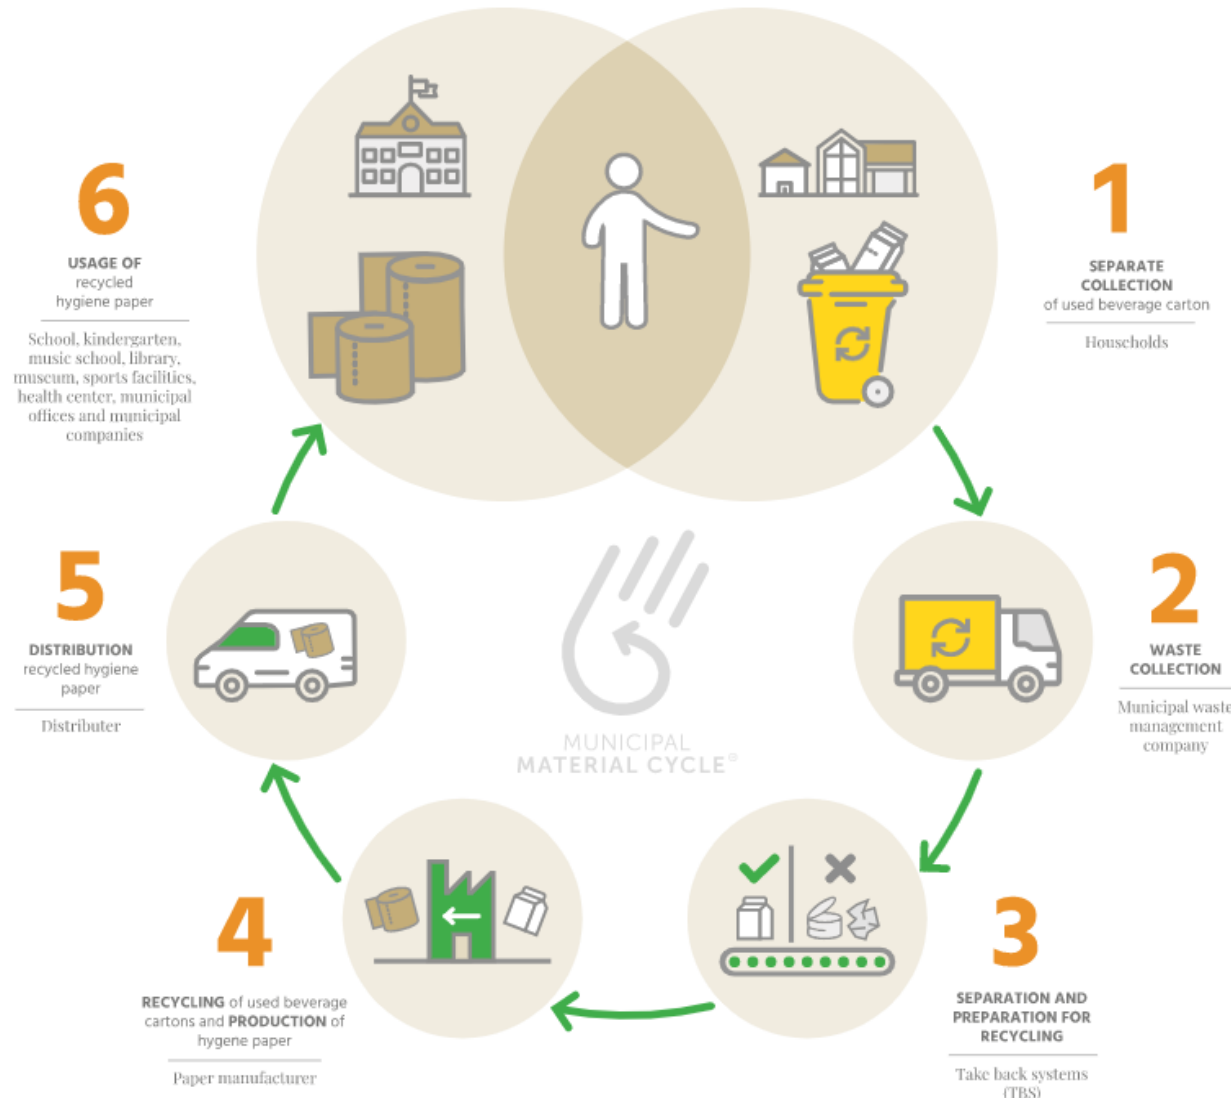 1
SEPARATE
COLLECTION
of used beverage carton
Households
2
WASTE
COLLECTION
Municipal waste
management
company
3
SEPARATION AND
PREPARATION FOR
RECYCLING
Take back systems
(TBS)
4
RECYCLING of used beverage
cartons and PRODUCTION of
hygene paper
Paper manufacturer
5
DISTRIBUTION
recycled hygiene
paper
Distributer
6
USAGE OF
recycled
hygiene paper
School, kindergarten,
music school, library,
museum, sports facilities,
health center, municipal
offices and municipal
companies
MUNICIPAL
MATERIAL CYCLE®